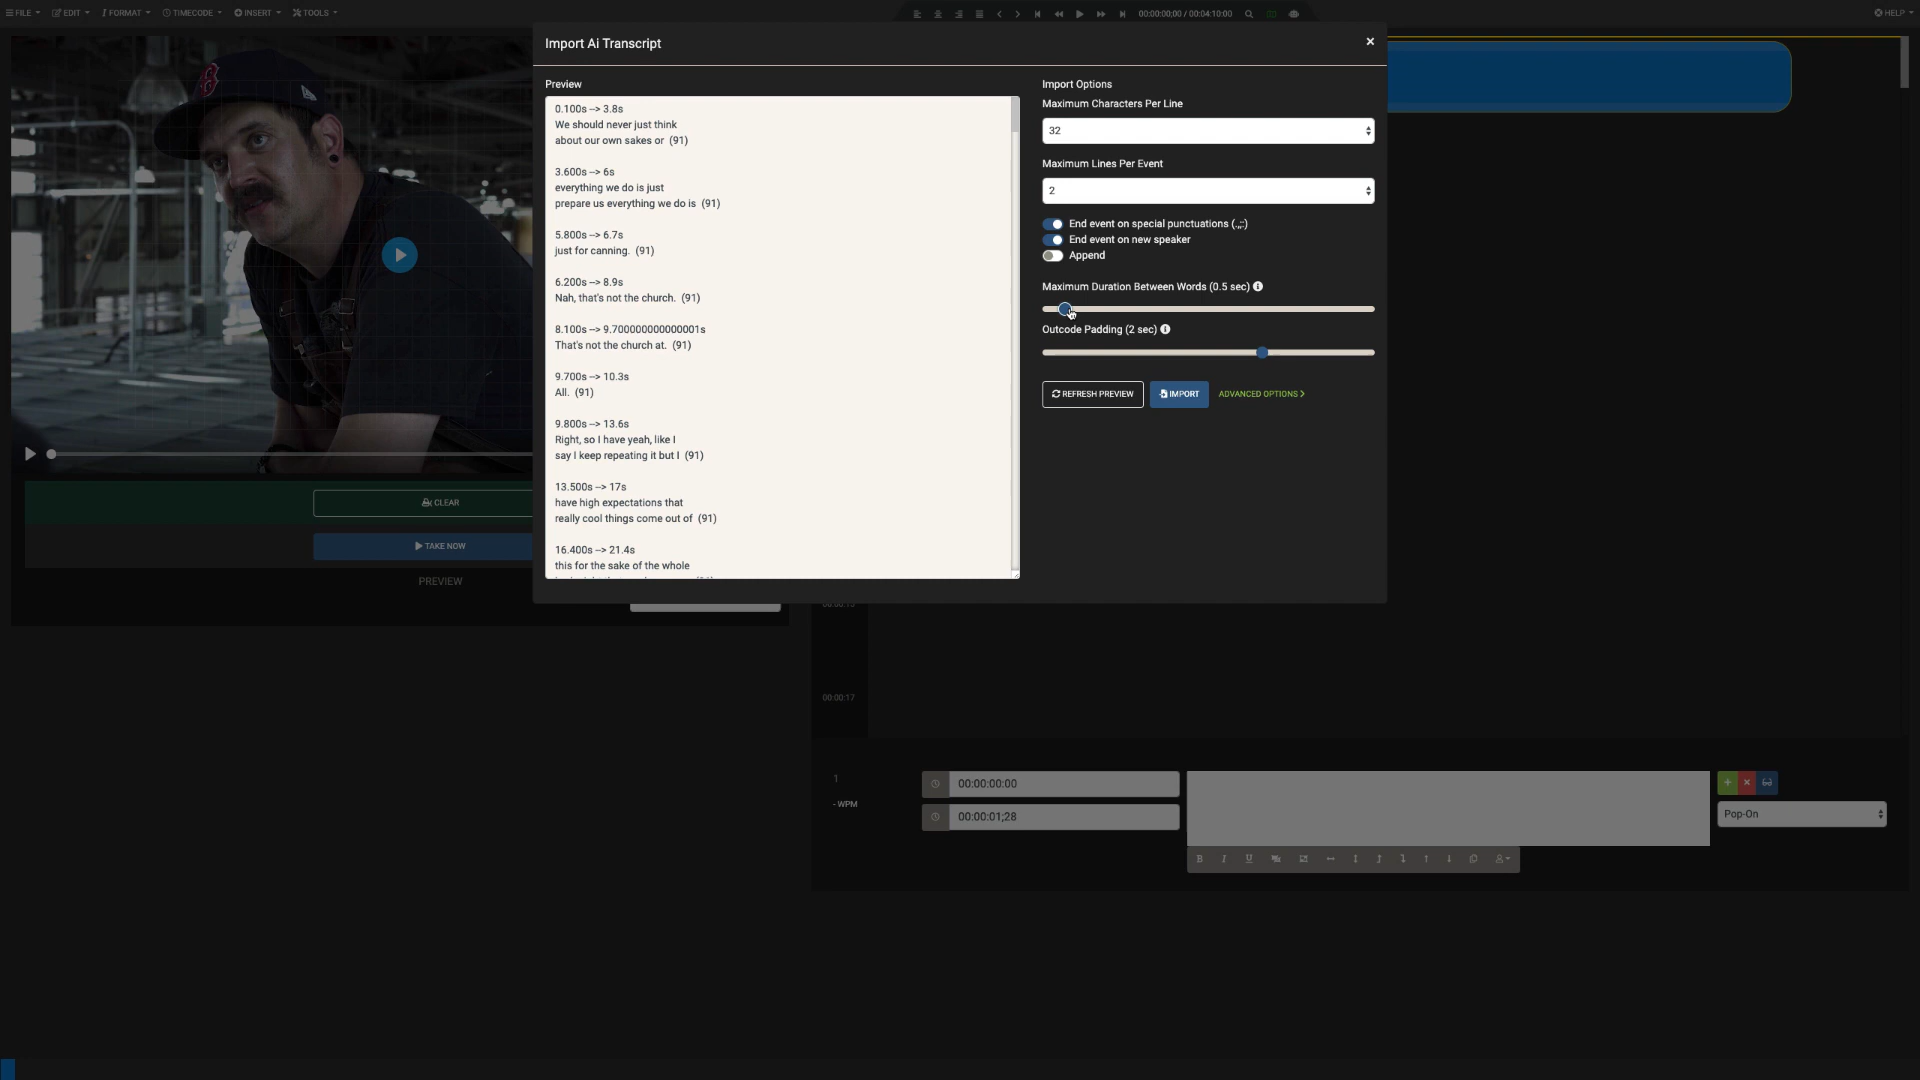 FILE
EDIT
FORMAT
TIMECODE
INSERT
TOOLS
00:00:00;00 / 00:04:10:00
HELP
Import Ai Transcript
Preview
0.100s --> 3.8s
We should never just think
about our own sakes or (91)
3.600s --> 6s
everything we do is just
prepare us everything we do is (91)
5.800s --> 6.7s
just for canning. (91)
6.200s --> 8.9s
Nah, that's not the church. (91)
8.100s --> 9.700000000000001s
That's not the church at. (91)
9.700s --> 10.3s
All. (91)
9.800s --> 13.6s
Right, so I have yeah, like I
say I keep repeating it but I (91)
13.500s --> 17s
have high expectations that
really cool things come out of (91)
16.400s --> 21.4s
this for the sake of the whole
Import Options
Maximum Characters Per Line
32
Maximum Lines Per Event
2
End event on special punctuations (.,;:)
End event on new speaker
Append
Maximum Duration Between Words (0.5 sec)
Outcode Padding (2 sec)
REFRESH PREVIEW
IMPORT
ADVANCED OPTIONS
CLEAR
TAKE NOW
PREVIEW
00:00:15
00:00:17
1
- WPM
00:00:00:00
00:00:01;28
Pop-On
B I U